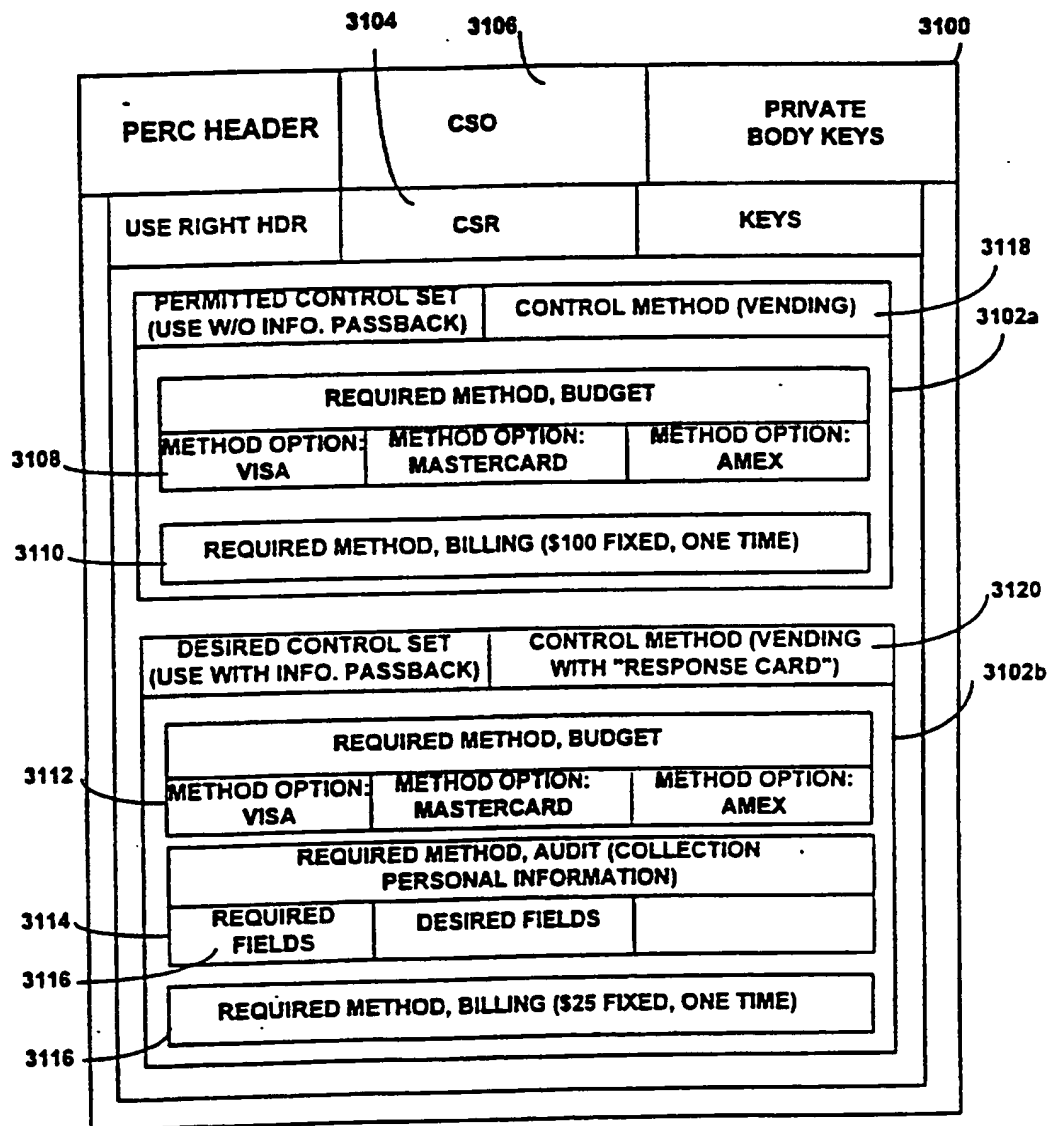 3104
3106
3100
PERC HEADER
CSO
PRIVATE
BODY KEYS
USE RIGHT HDR
CSR
KEYS
3118
PERMITTED CONTROL SET
(USE W/O INFO. PASSBACK)
CONTROL METHOD (VENDING)
3102a
REQUIRED METHOD, BUDGET
METHOD OPTION:
VISA
METHOD OPTION:
MASTERCARD
METHOD OPTION:
AMEX
3108
3110
REQUIRED METHOD, BILLING ($100 FIXED, ONE TIME)
3120
DESIRED CONTROL SET
(USE WITH INFO. PASSBACK)
CONTROL METHOD (VENDING
WITH "RESPONSE CARD")
3102b
REQUIRED METHOD, BUDGET
3112
METHOD OPTION:
VISA
METHOD OPTION:
MASTERCARD
METHOD OPTION:
AMEX
REQUIRED METHOD, AUDIT (COLLECTION
PERSONAL INFORMATION)
3114
REQUIRED
FIELDS
DESIRED FIELDS
3116
REQUIRED METHOD, BILLING ($25 FIXED, ONE TIME)
3116